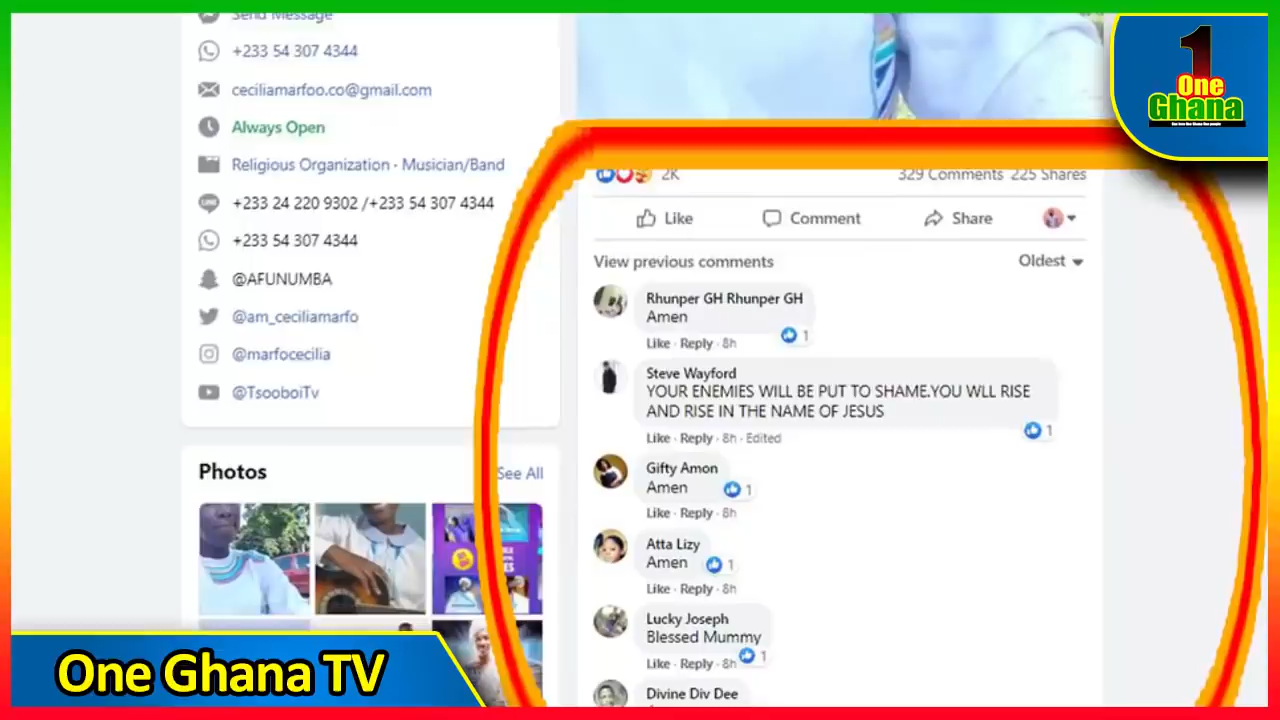 Send Message
+233 54 307 4344
ceciliamarfoo.co@gmail.com
Always Open
Religious Organization · Musician/Band
+233 24 220 9302 /+233 54 307 4344
+233 54 307 4344
@AFUNUMBA
@am_ceciliamarfo
@marfocecilia
@TsooboiTv
Photos
See All
1
One
Ghana
2K
329 Comments 225 Shares
Like
Comment
Share
View previous comments
Oldest
Rhunper GH Rhunper GH
Amen
1
Like · Reply · 8h
Steve Wayford
YOUR ENEMIES WILL BE PUT TO SHAME.YOU WLL RISE
AND RISE IN THE NAME OF JESUS
1
Like · Reply · 8h · Edited
Gifty Amon
Amen
1
Like · Reply · 8h
Atta Lizy
Amen
1
Like · Reply · 8h
Lucky Joseph
Blessed Mummy
1
Like · Reply · 8h
Divine Div Dee
One Ghana TV